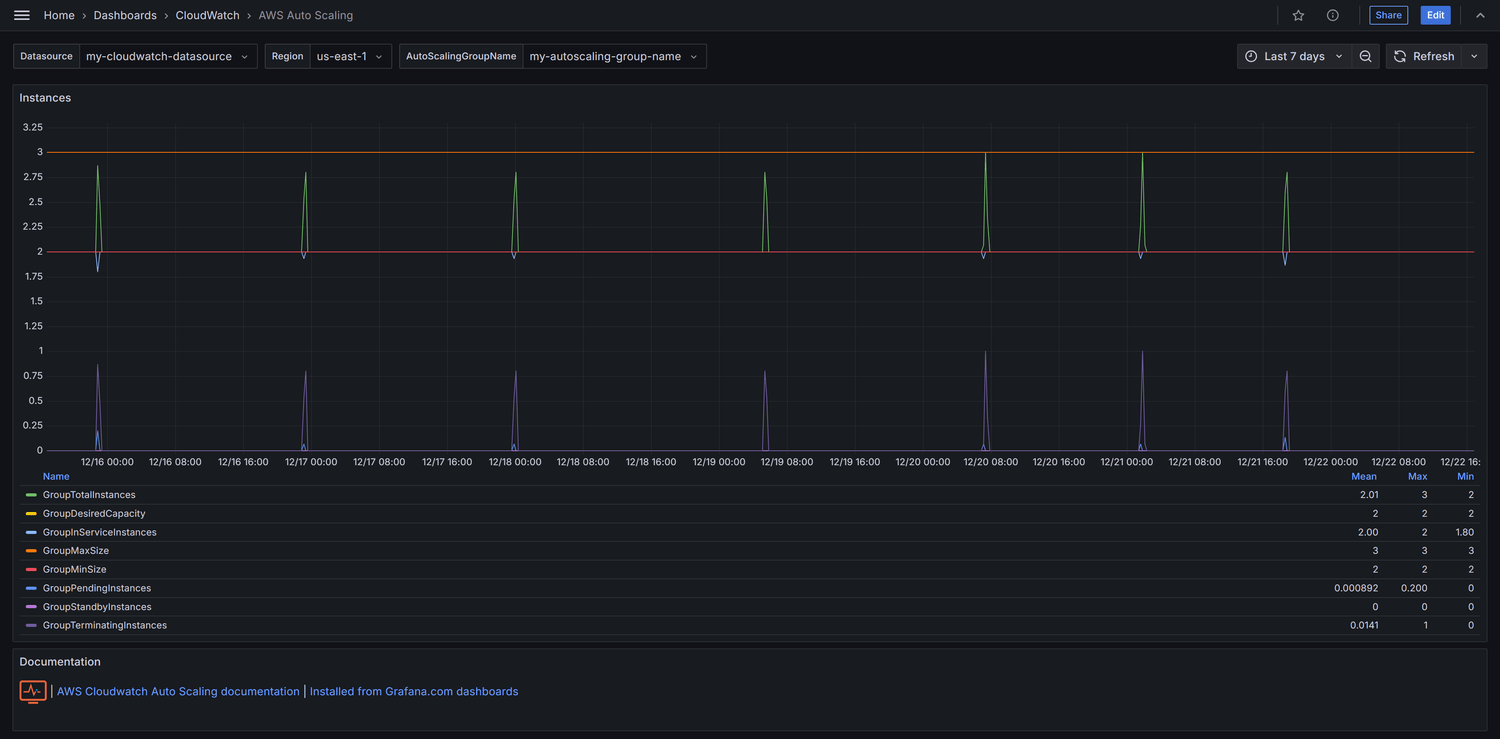 Home › Dashboards › CloudWatch › AWS Auto Scaling
Share Edit
Datasource my-cloudwatch-datasource Region us-east-1 AutoScalingGroupName my-autoscaling-group-name Last 7 days Refresh
Instances
3.25
3
2.75
2.5
2.25
2
1.75
1.5
1.25
1
0.75
0.5
0.25
0
12/16 00:00 12/16 08:00 12/16 16:00 12/17 00:00 12/17 08:00 12/17 16:00 12/18 00:00 12/18 08:00 12/18 16:00 12/19 00:00 12/19 08:00 12/19 16:00 12/20 00:00 12/20 08:00 12/20 16:00 12/21 00:00 12/21 08:00 12/21 16:00 12/22 00:00 12/22 08:00 12/22 16:
Name Mean Max Min
GroupTotalInstances 2.01 3 2
GroupDesiredCapacity 2 2 2
GroupInServiceInstances 2.00 2 1.80
GroupMaxSize 3 3 3
GroupMinSize 2 2 2
GroupPendingInstances 0.000892 0.200 0
GroupStandbyInstances 0 0 0
GroupTerminatingInstances 0.0141 1 0
Documentation
| AWS Cloudwatch Auto Scaling documentation | Installed from Grafana.com dashboards